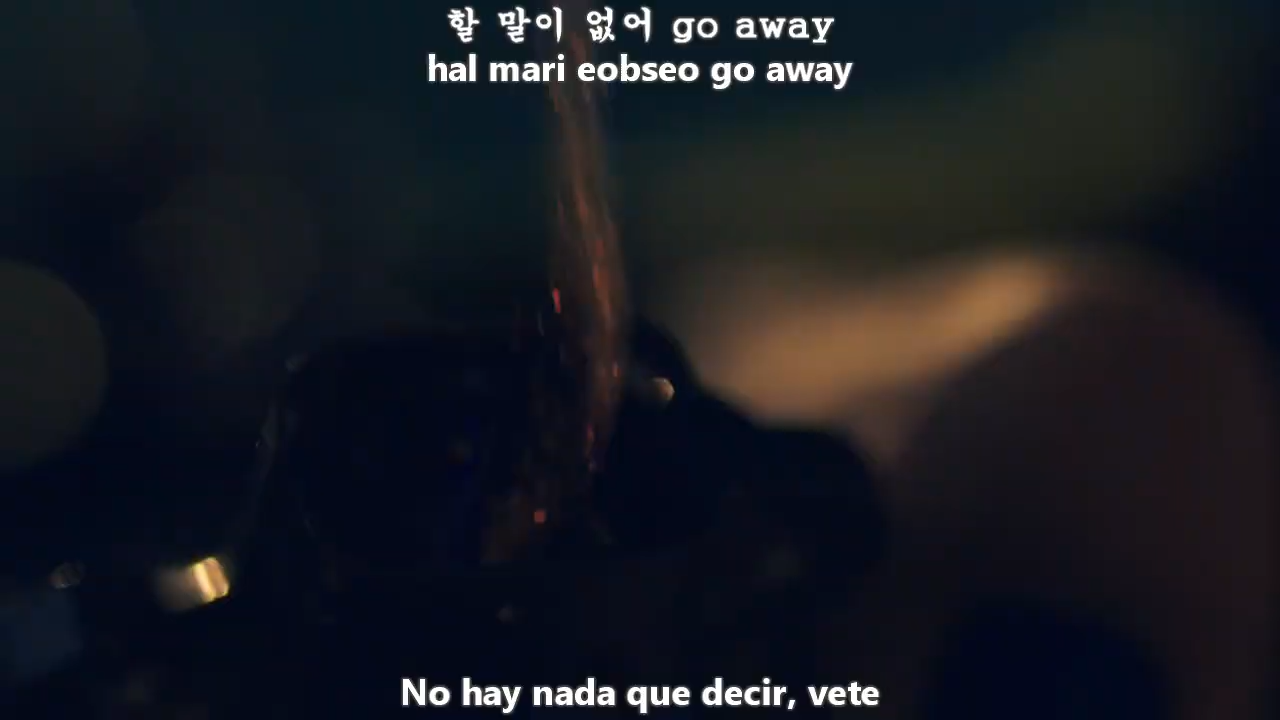 할 말이 없어 go away
hal mari eobseo go away
No hay nada que decir, vete